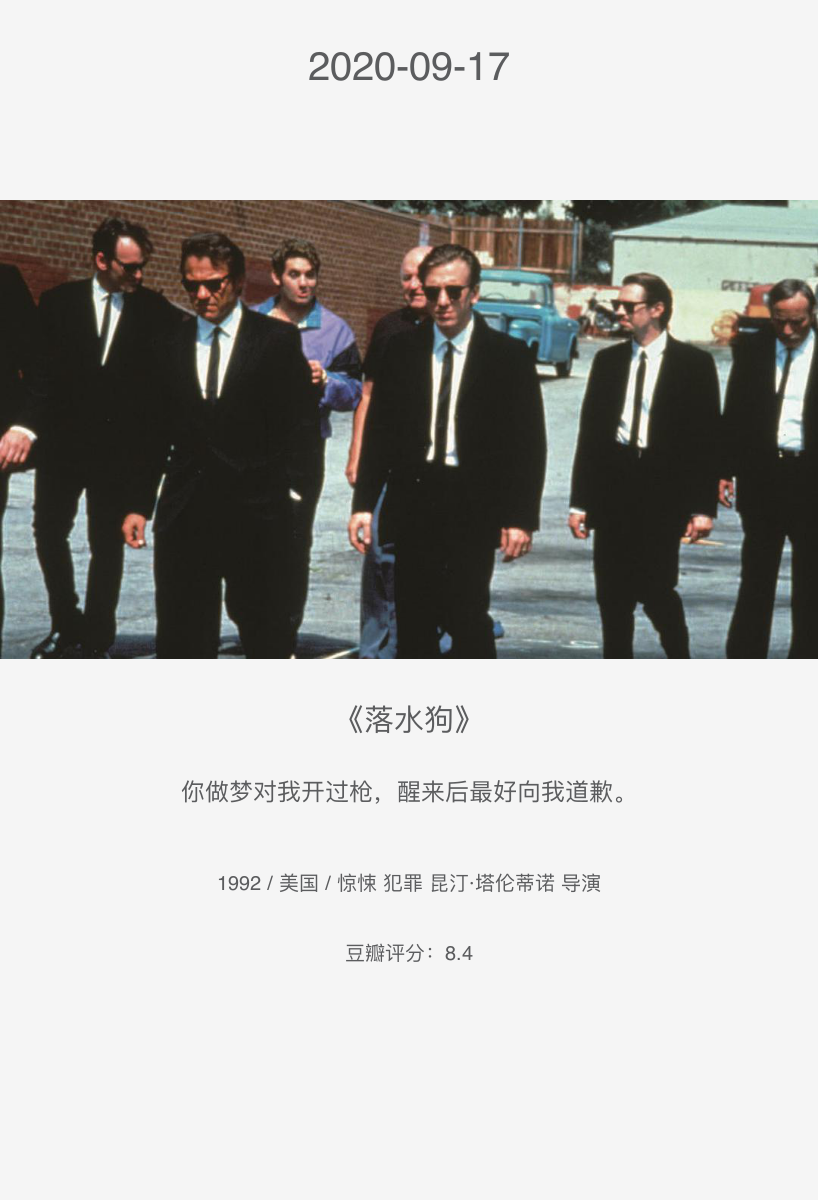 2020-09-17
《落水狗》
你做梦对我开过枪，醒来后最好向我道歉。
1992 / 美国 / 惊悚 犯罪 昆汀·塔伦蒂诺 导演
豆瓣评分：8.4